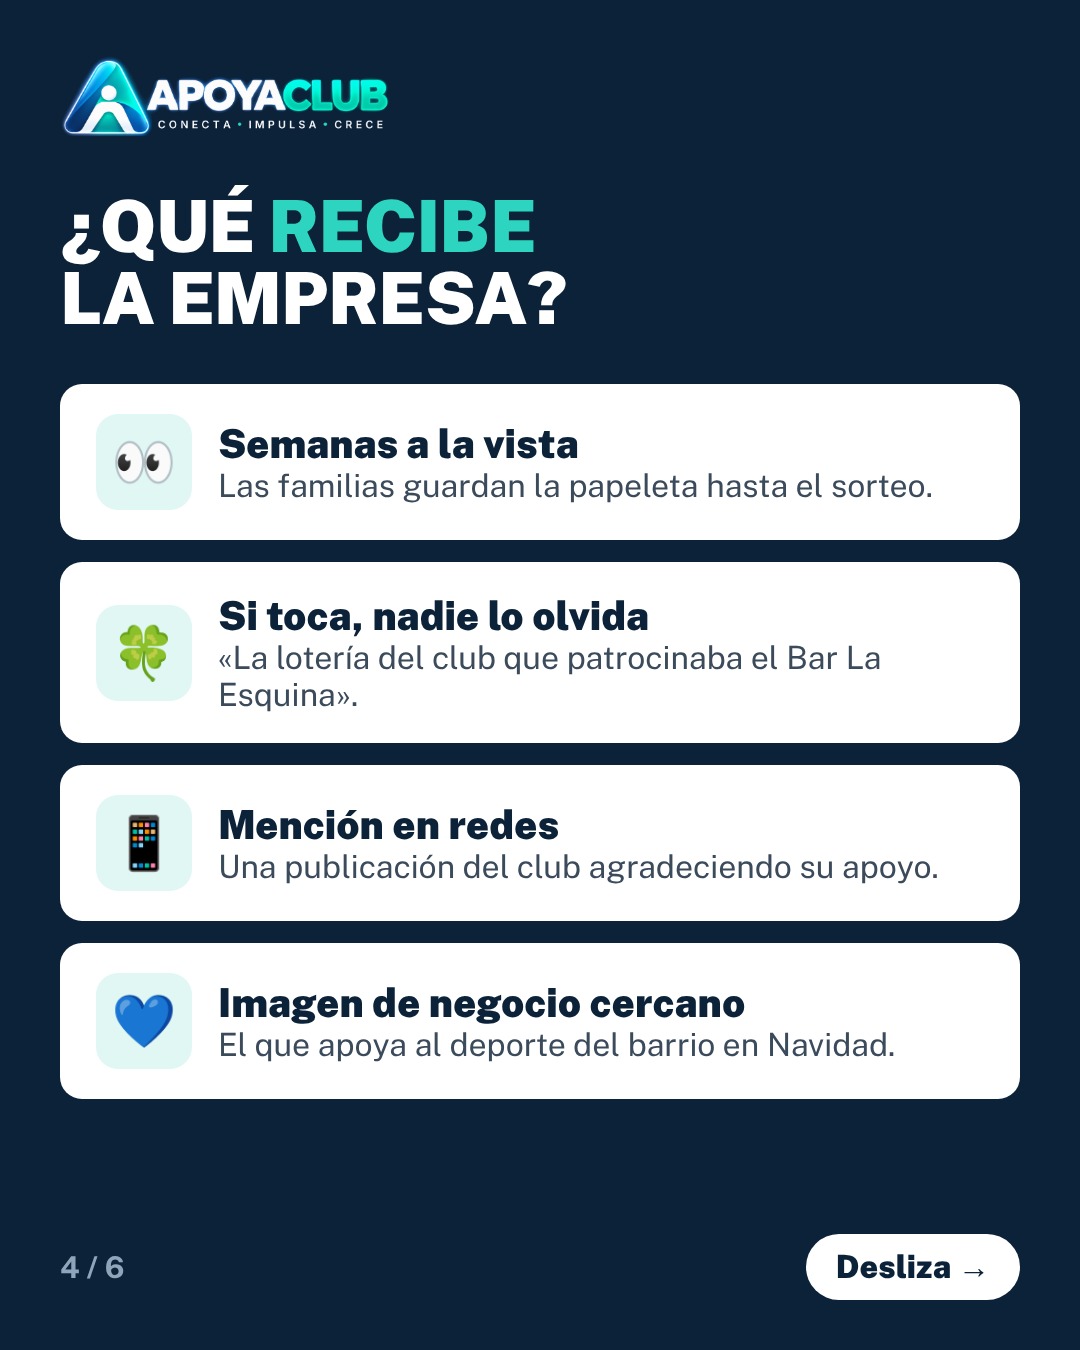 APOYACLUB
CONECTA • IMPULSA • CRECE
¿QUÉ RECIBE
LA EMPRESA?
Semanas a la vista
Las familias guardan la papeleta hasta el sorteo.
Si toca, nadie lo olvida
«La lotería del club que patrocinaba el Bar La
Esquina».
Mención en redes
Una publicación del club agradeciendo su apoyo.
Imagen de negocio cercano
El que apoya al deporte del barrio en Navidad.
4 / 6
Desliza →